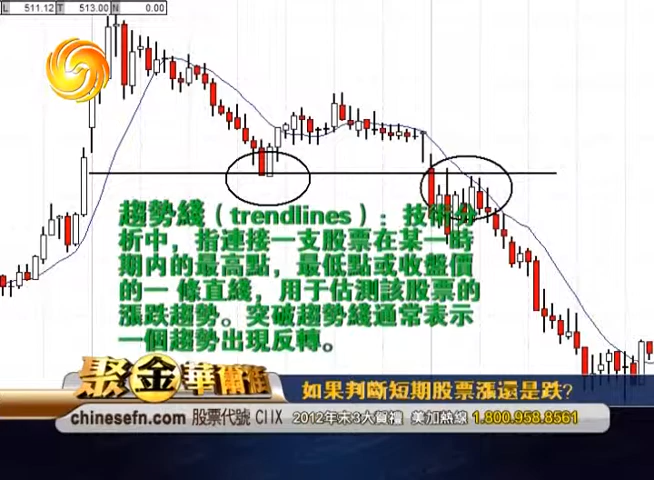 L 511.12 T 513.00 N 0.00
趨勢綫（trendlines）：技術分
析中，指連接一支股票在某一時
期内的最高點，最低點或收盤價
的一條直綫，用于估測該股票的
漲跌趨勢。突破趨勢綫通常表示
一個趨勢出現反轉。
聚金華爾街
如果判斷短期股票漲還是跌?
chinesefn.com 股票代號 CIIX 2012年末3大賀禮 美加熱線 1.800.958.8561